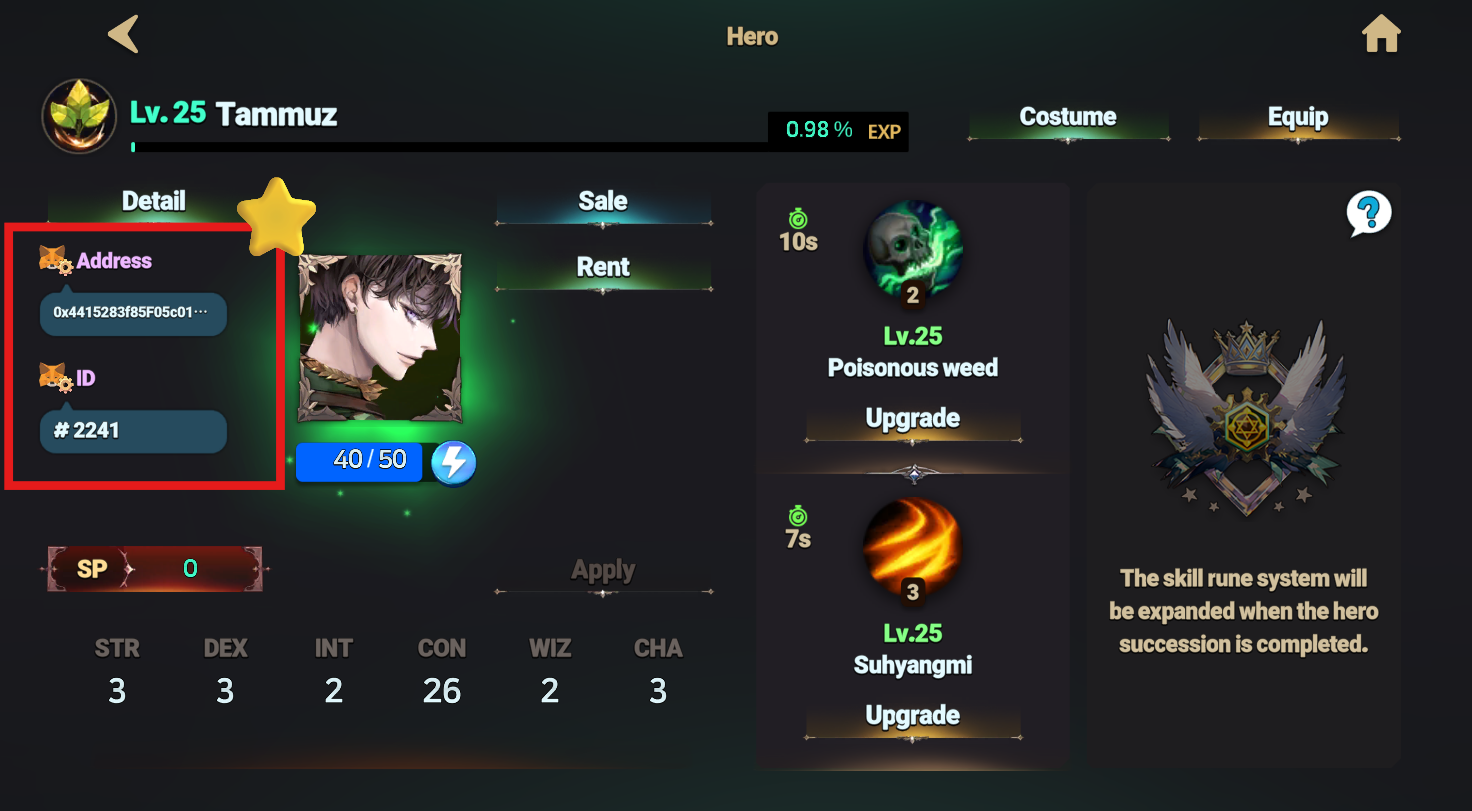 Hero
Lv. 25 Tammuz
0.98 % EXP
Costume
Equip
Detail
Address
0x4415283f85F05c01···
ID
# 2241
40 / 50
Sale
Rent
SP 0
Apply
STR DEX INT CON WIZ CHA
3 3 2 26 2 3
10s
2
Lv.25
Poisonous weed
Upgrade
7s
3
Lv.25
Suhyangmi
Upgrade
?
The skill rune system will
be expanded when the hero
succession is completed.